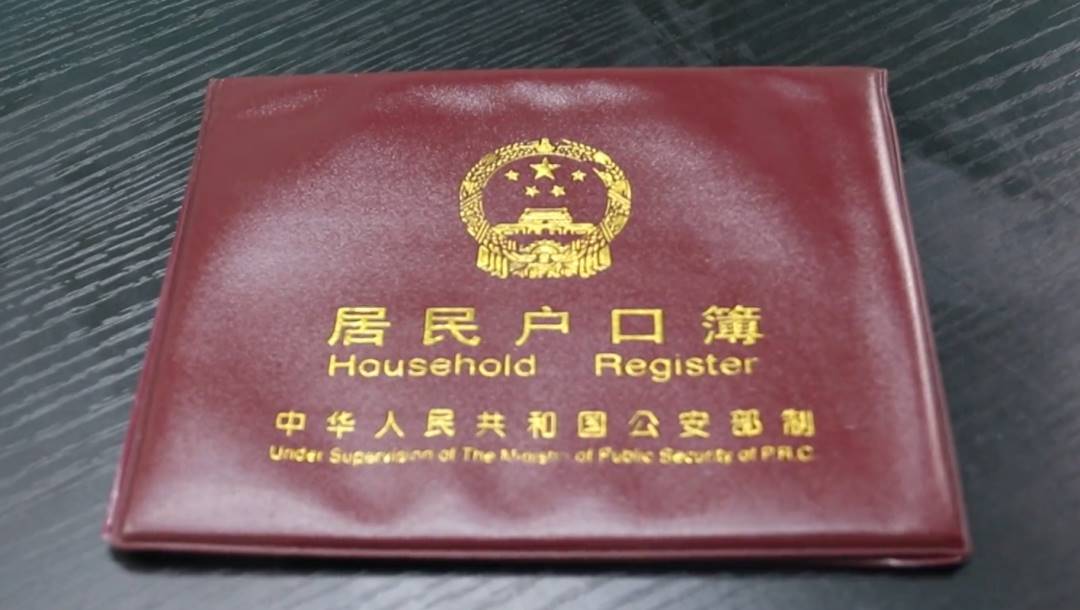 居民户口簿
Household Register
中华人民共和国公安部制
Under Supervision of The Ministry of Public Security of P.R.C.